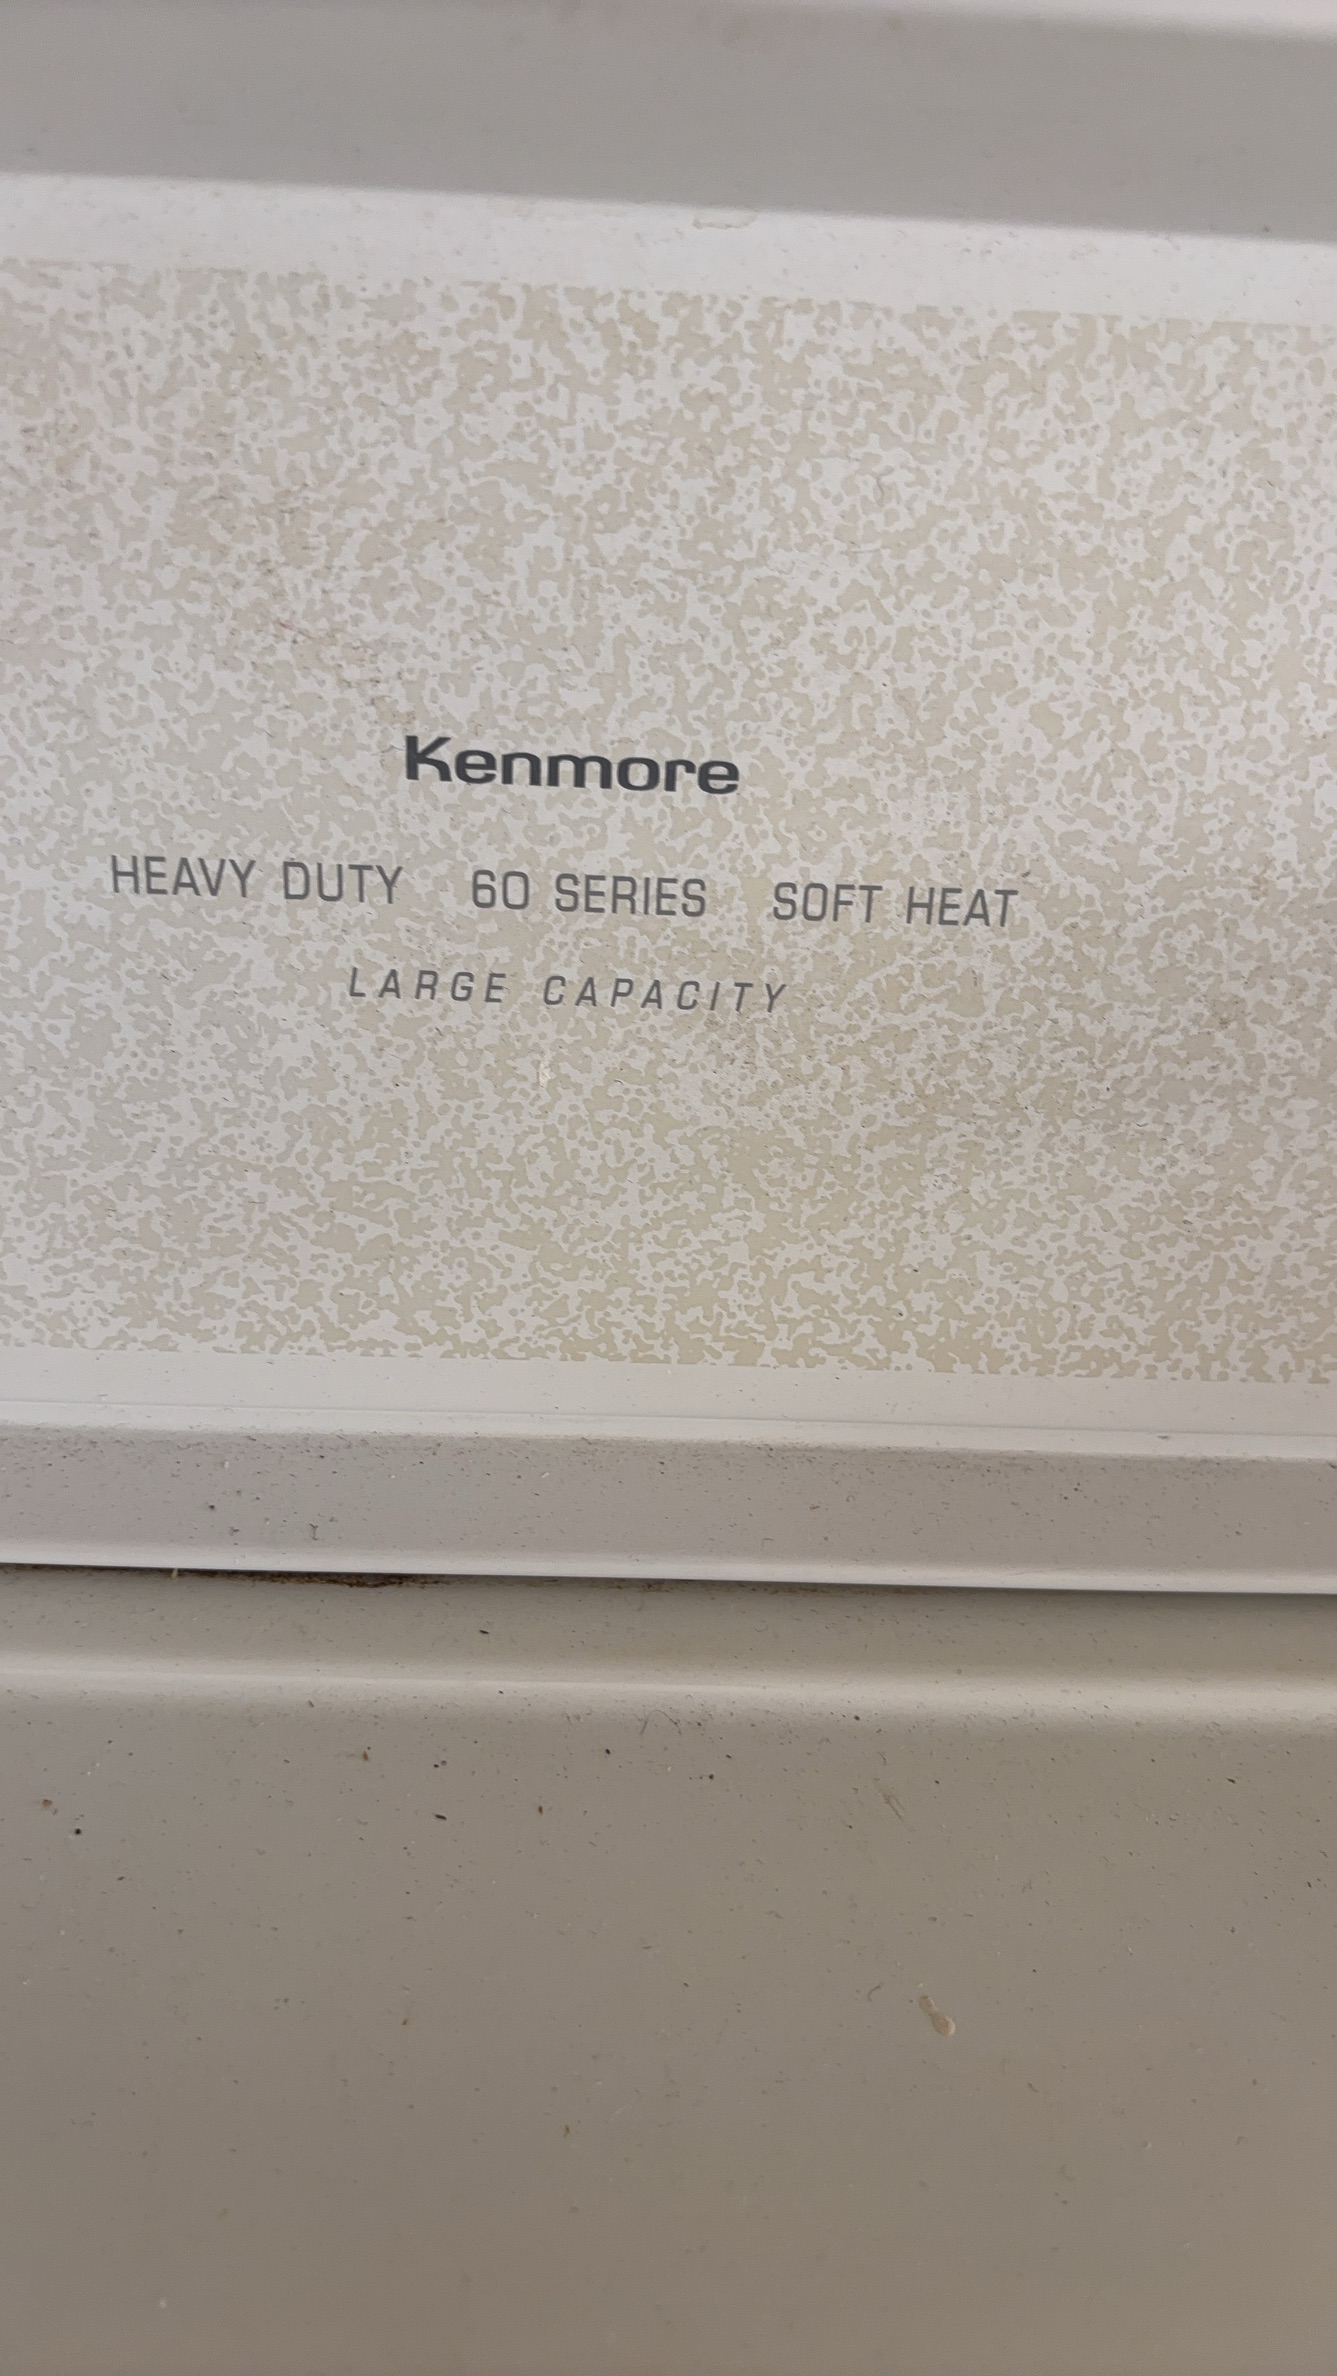 Kenmore
HEAVY DUTY 60 SERIES SOFT HEAT
LARGE CAPACITY